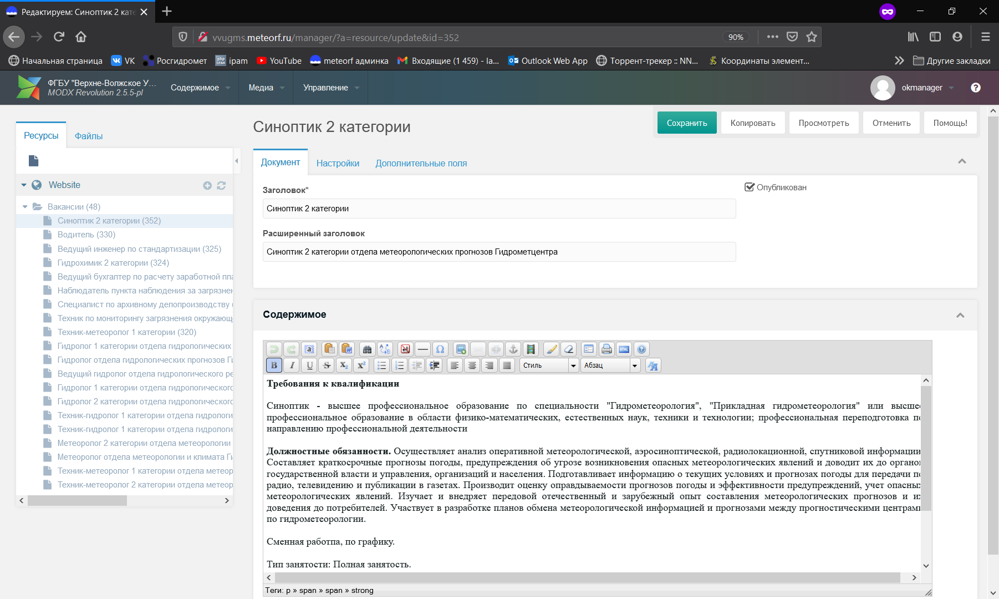 Редактируем: Синоптик 2 кате
vvugms.meteorf.ru/manager/?a=resource/update&id=352
90%
Начальная страница
VK
Росгидромет
ipam
YouTube
meteorf админка
Входящие (1 459) - la...
Outlook Web App
Торрент-трекер :: NN...
Координаты элемент...
Другие закладки
ФГБУ "Верхне-Волжское У...
MODX Revolution 2.5.5-pl
Содержимое
Медиа
Управление
okmanager
Ресурсы
Файлы
Website
Вакансии (48)
Синоптик 2 категории (352)
Водитель (330)
Ведущий инженер по стандартизации (325)
Гидрохимик 2 категории (324)
Ведущий бухгалтер по расчету заработной пла
Наблюдатель пункта наблюдения за загрязнен
Специалист по архивному делопроизводству (
Техник по мониторингу загрязнения окружающ
Техник-метеоролог 1 категории (320)
Гидролог 1 категории отдела гидрологических
Гидролог отдела гидрологических прогнозов Ги
Ведущий гидролог отдела гидрологического ре
Гидролог 1 категории отдела гидрологического
Гидролог 2 категории отдела гидрологического
Техник-гидролог 1 категории отдела гидрологи
Техник-гидролог 1 категории отдела гидрологи
Метеоролог 2 категории отдела метеорологии
Метеоролог отдела метеорологии и климата Ги
Техник-метеоролог 1 категории отдела метеор
Техник-метеоролог 2 категории отдела метеор
Синоптик 2 категории
Сохранить
Копировать
Просмотреть
Отменить
Помощь!
Документ
Настройки
Дополнительные поля
Заголовок*
Синоптик 2 категории
Опубликован
Расширенный заголовок
Синоптик 2 категории отдела метеорологических прогнозов Гидрометцентра
Содержимое
Стиль
Абзац
Требования к квалификации
Синоптик - высшее профессиональное образование по специальности "Гидрометеорология", "Прикладная гидрометеорология" или высшее
профессиональное образование в области физико-математических, естественных наук, техники и технологии; профессиональная переподготовка по
направлению профессиональной деятельности
Должностные обязанности. Осуществляет анализ оперативной метеорологической, аэросиноптической, радиолокационной, спутниковой информации
Составляет краткосрочные прогнозы погоды, предупреждения об угрозе возникновения опасных метеорологических явлений и доводит их до органов
государственной власти и управления, организаций и населения. Подготавливает информацию о текущих условиях и прогнозах погоды для передачи по
радио, телевидению и публикации в газетах. Производит оценку оправдываемости прогнозов погоды и эффективности предупреждений, учет опасных
метеорологических явлений. Изучает и внедряет передовой отечественный и зарубежный опыт составления метеорологических прогнозов и их
доведения до потребителей. Участвует в разработке планов обмена метеорологической информацией и прогнозами между прогностическими центрами
по гидрометеорологии.
Сменная работпа, по графику.
Тип занятости: Полная занятость.
Теги: p » span » span » strong